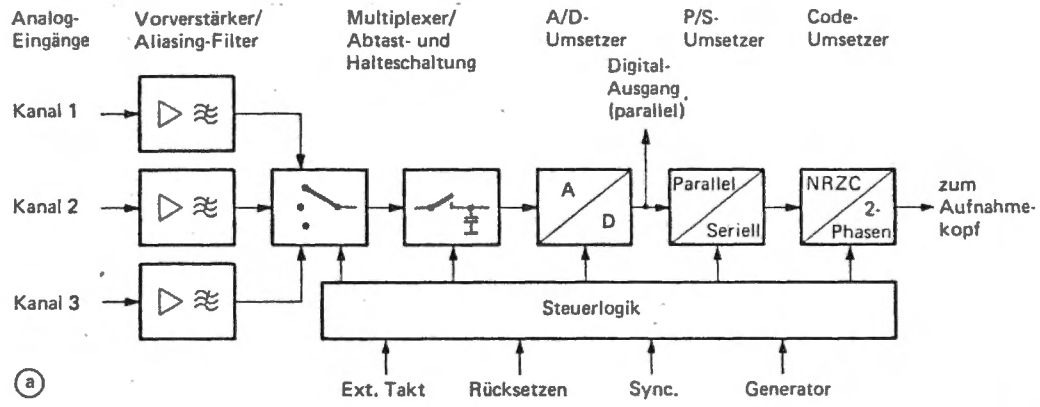 Analog-
Eingänge
Vorverstärker/
Aliasing-Filter
Multiplexer/
Abtast- und
Halteschaltung
A/D-
Umsetzer
P/S-
Umsetzer
Code-
Umsetzer
Digital-
Ausgang
(parallel)
Kanal 1
Kanal 2
Kanal 3
A
D
Parallel
Seriell
NRZC
2-
Phasen
zum
Aufnahme-
kopf
Steuerlogik
a
Ext. Takt
Rücksetzen
Sync.
Generator